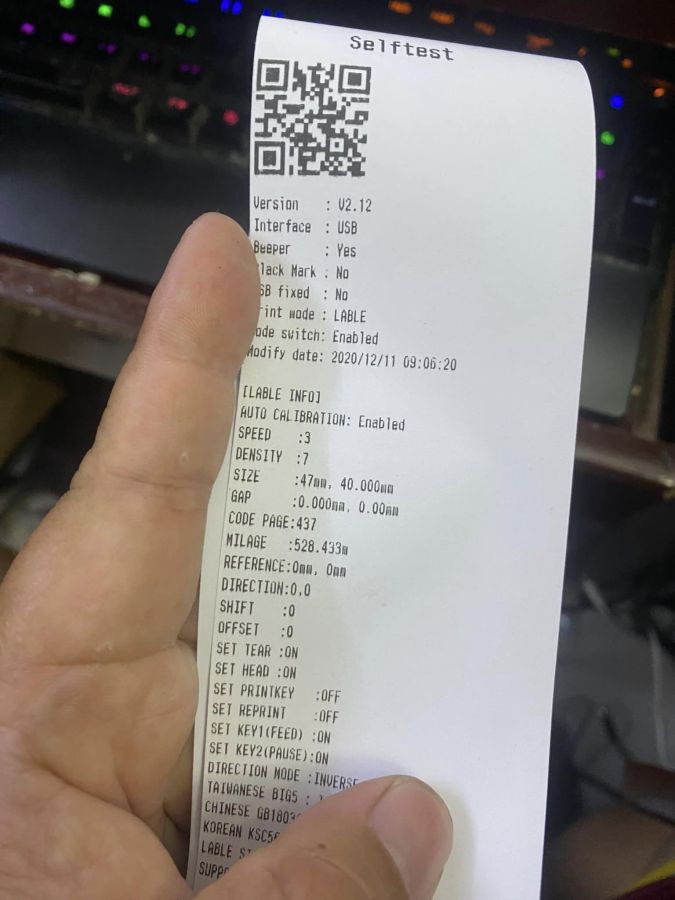 Selftest
Version : V2.12
Interface : USB
Beeper : Yes
Mark : No
fixed : No
mode : LABLE
switch: Enabled
Modify date: 2020/12/11 09:06:20
[LABLE INFO]
AUTO CALIBRATION: Enabled
SPEED :3
DENSITY :7
SIZE :47mm, 40.000mm
GAP :0.000mm, 0.00mm
CODE PAGE:437
MILAGE :528.433m
REFERENCE:0mm, 0mm
DIRECTION:0,0
SHIFT :0
OFFSET :0
SET TEAR :ON
SET HEAD :ON
SET PRINTKEY :OFF
SET REPRINT :OFF
SET KEY1(FEED) :ON
SET KEY2(PAUSE):ON
DIRECTION MODE :INVERSE
TAIWANESE BIG5 :
CHINESE
KOREAN
LABLE